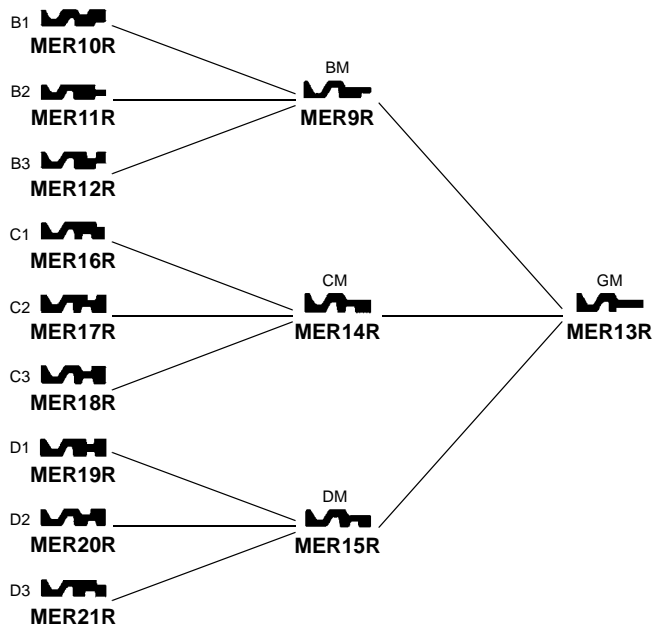 B1
MER10R
B2
MER11R
B3
MER12R
C1
MER16R
C2
MER17R
C3
MER18R
D1
MER19R
D2
MER20R
D3
MER21R
BM
MER9R
CM
MER14R
DM
MER15R
GM
MER13R